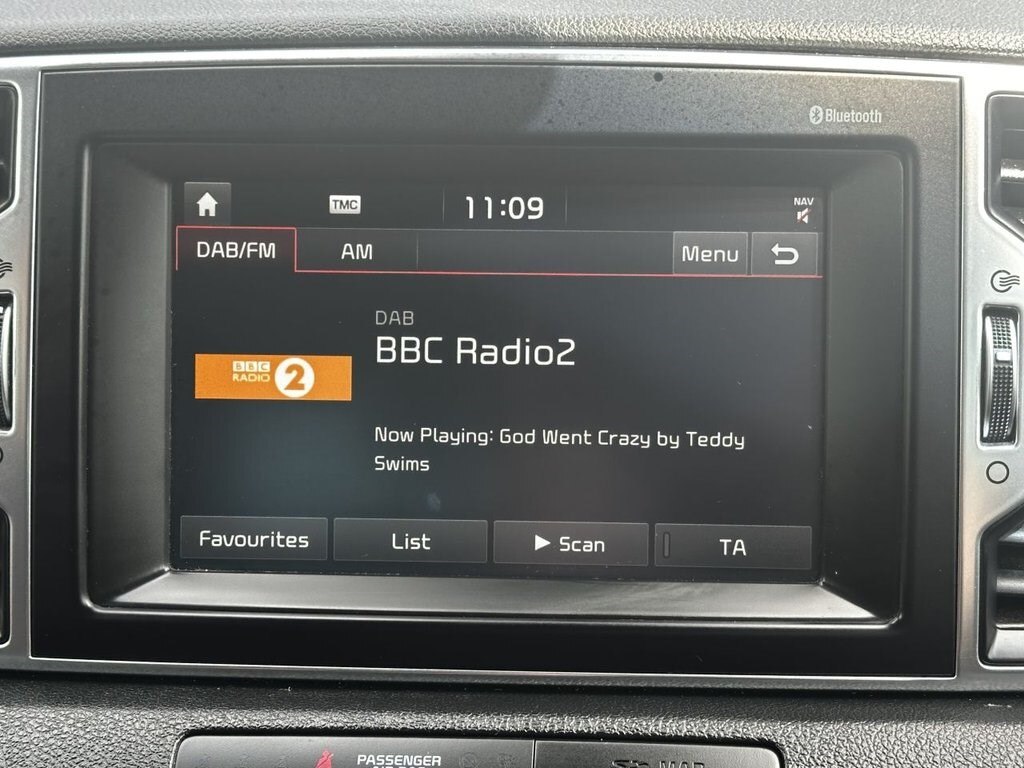 Bluetooth
TMC 11:09 NAV
DAB/FM AM Menu
DAB
BBC Radio2
BBC
RADIO 2
Now Playing: God Went Crazy by Teddy
Swims
Favourites List Scan TA
PASSENGER
MAP